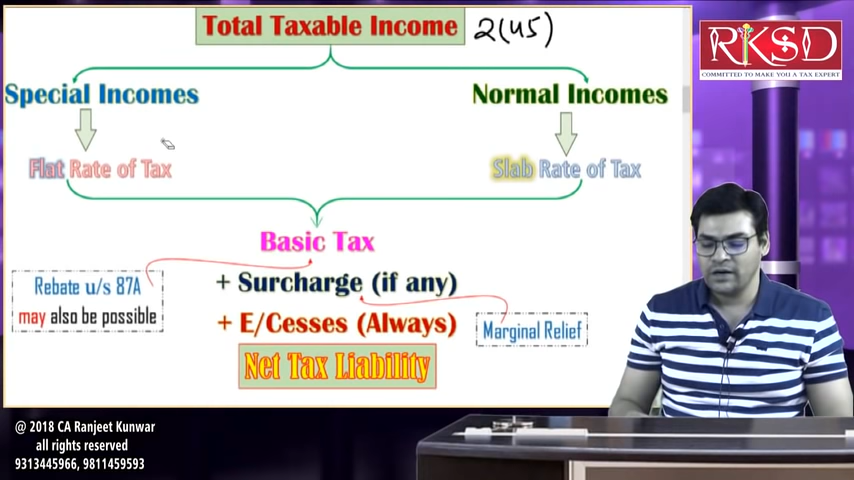 Total Taxable Income 2(45)
RKSD
COMMITTED TO MAKE YOU A TAX EXPERT
Special Incomes
Normal Incomes
Flat Rate of Tax
Slab Rate of Tax
Basic Tax
Rebate u/s 87A
may also be possible
+ Surcharge (if any)
+ E/Cesses (Always)
Marginal Relief
Net Tax Liability
@ 2018 CA Ranjeet Kunwar
all rights reserved
9313445966, 9811459593